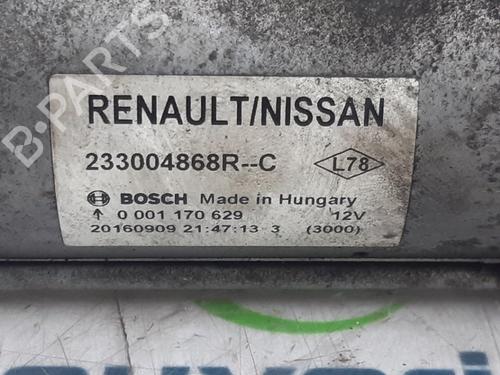 B-PARTS
RENAULT/NISSAN
233004868R--C L78
BOSCH Made in Hungary
0 001 170 629 12V
20160909 21:47:13 3 (3000)